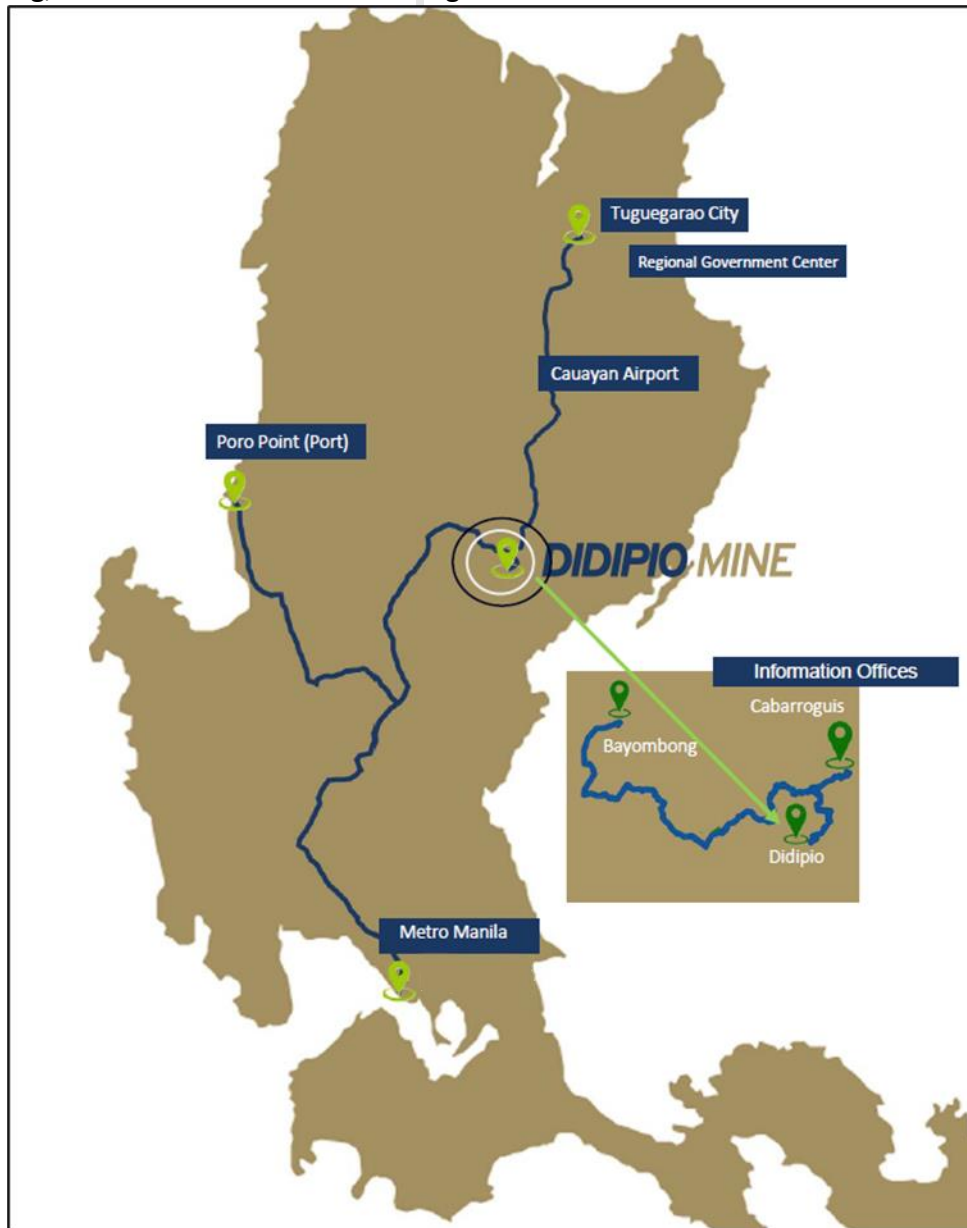 Tuguegarao City
Regional Government Center
Cauayan Airport
Poro Point (Port)
DIDIPIO MINE
Information Offices
Cabarroguis
Bayombong
Didipio
Metro Manila